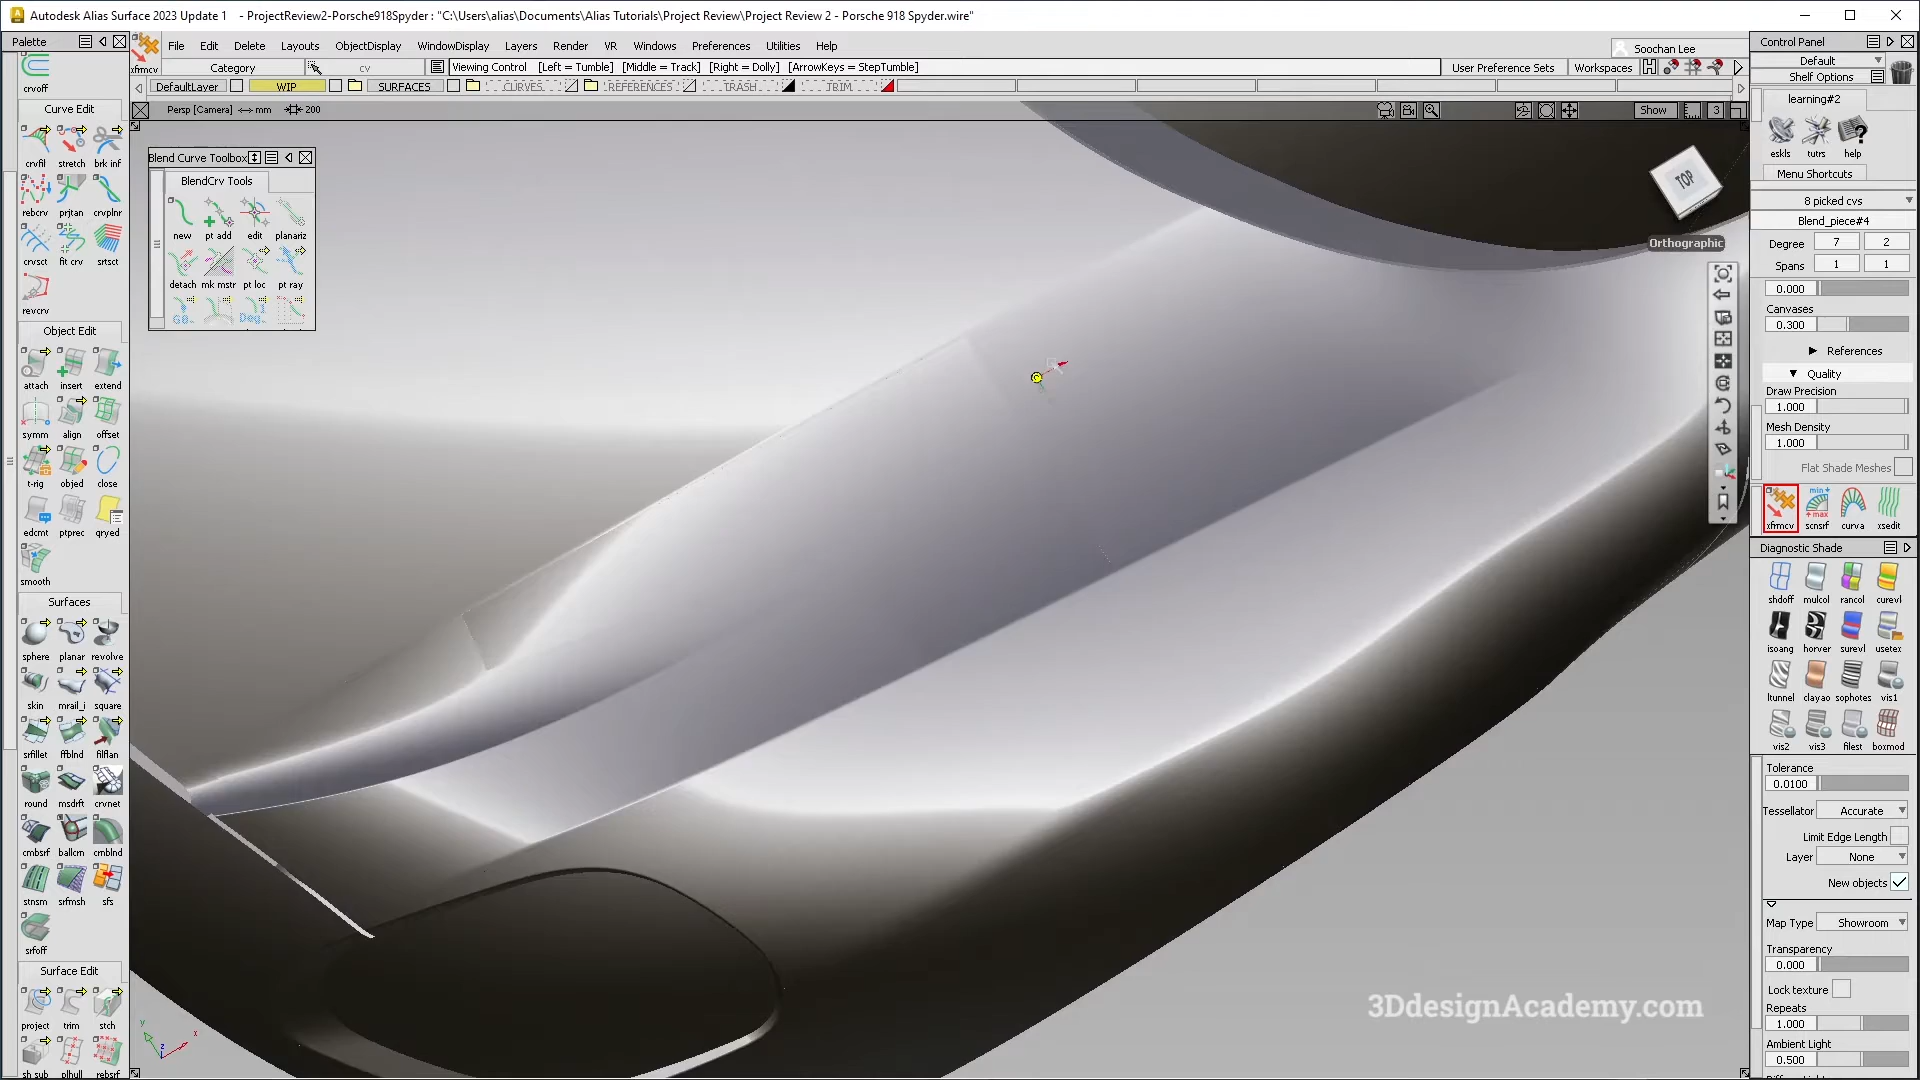 Autodesk Alias Surface 2023 Update 1 - ProjectReview2-Porsche918Spyder : "C:\Users\alias\Documents\Alias Tutorials\Project Review\Project Review 2 - Porsche 918 Spyder.wire"
Palette
xfrmcv
File Edit Delete Layouts ObjectDisplay WindowDisplay Layers Render VR Windows Preferences Utilities Help
Soochan Lee
Category
cv
Viewing Control [Left = Tumble] [Middle = Track] [Right = Dolly] [ArrowKeys = StepTumble]
User Preference Sets
Workspaces
DefaultLayer
WIP
SURFACES
CURVES
REFERENCES
TRASH
TRIM
Persp [Camera] <-> mm
200
Show
3
Blend Curve Toolbox
BlendCrv Tools
new pt add edit planariz
detach mk mstr pt loc pt ray
G0.. Deg..
TOP
Orthographic
crvoff
Curve Edit
crvfil stretch brk inf
rebcrv prjtan crvplnr
crvsct fit crv srtsct
revcrv
Object Edit
attach insert extend
symm align offset
t-rig objed close
edcmt ptprec qryed
smooth
Surfaces
sphere planar revolve
skin mrail_i square
srfillet ffblnd filflan
round msdrft crvnet
cmbsrf ballcrn cnblnd
stnsm srfmsh sfs
srfoff
Surface Edit
project trim stch
sh sub plhull rebsrf
Control Panel
Default
Shelf Options
learning#2
eskls tutrs help
Menu Shortcuts
8 picked cvs
Blend_piece#4
Degree 7 2
Spans 1 1
0.000
Canvases
0.300
References
Quality
Draw Precision
1.000
Mesh Density
1.000
Flat Shade Meshes
xfrmcv scnsrf curva xsedit
Diagnostic Shade
shdoff mulcol rancol curevl
isoang horver surevl usetex
ltunnel clayao sophotes vis1
vis2 vis3 filest boxmod
Tolerance
0.0100
Tessellator Accurate
Limit Edge Length
Layer None
New objects
Map Type Showroom
Transparency
0.000
Lock texture
Repeats
1.000
Ambient Light
0.500
3DdesignAcademy.com
y
x
z